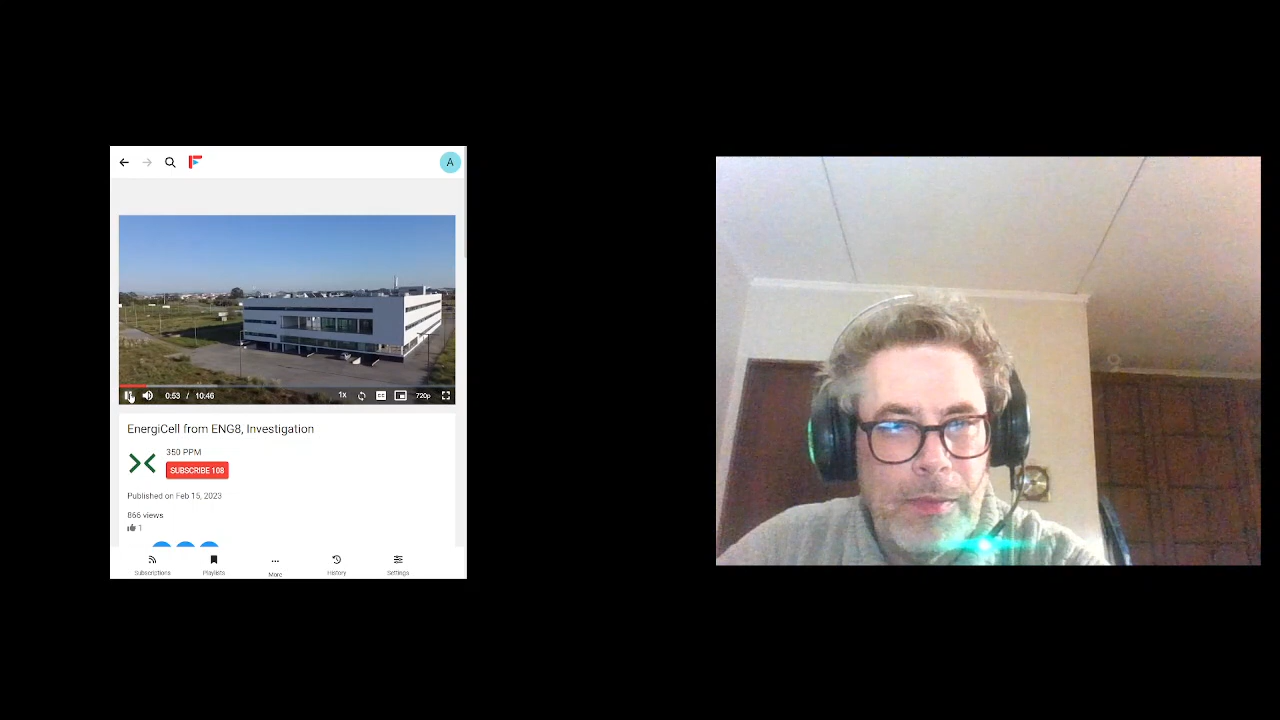 A
0:53 / 10:46
1x
CC
720p
EnergiCell from ENG8, Investigation
350 PPM
SUBSCRIBE 108
Published on Feb 15, 2023
866 views
1
Subscriptions
Playlists
More
History
Settings